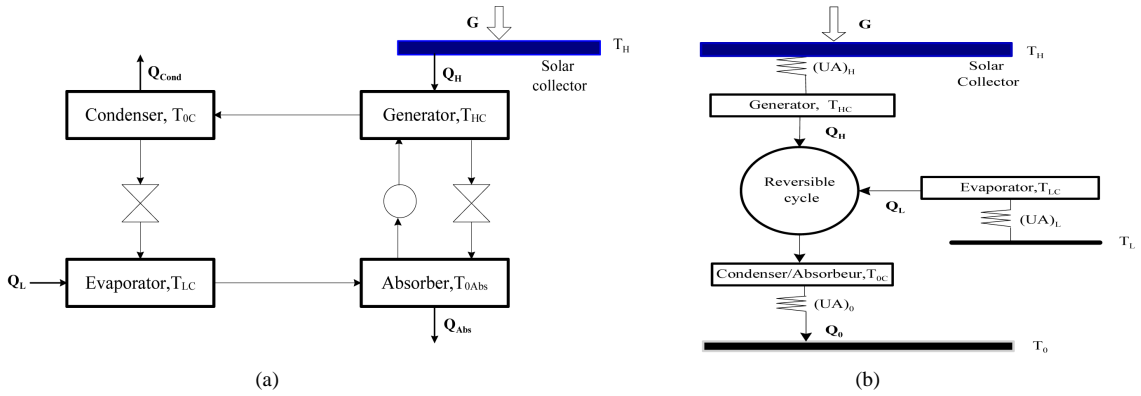 G
T_H
Q_H
Solar
collector
Q_Cond
Condenser, T_0C
Generator,T_HC
Q_L
Evaporator,T_LC
Absorber,T_0Abs
Q_Abs
(a)
G
T_H
(UA)_H
Solar
Collector
Generator, T_HC
Q_H
Reversible
cycle
Q_L
Evaporator,T_LC
(UA)_L
T_L
Condenser/Absorbeur,T_0C
(UA)_0
Q_0
T_0
(b)